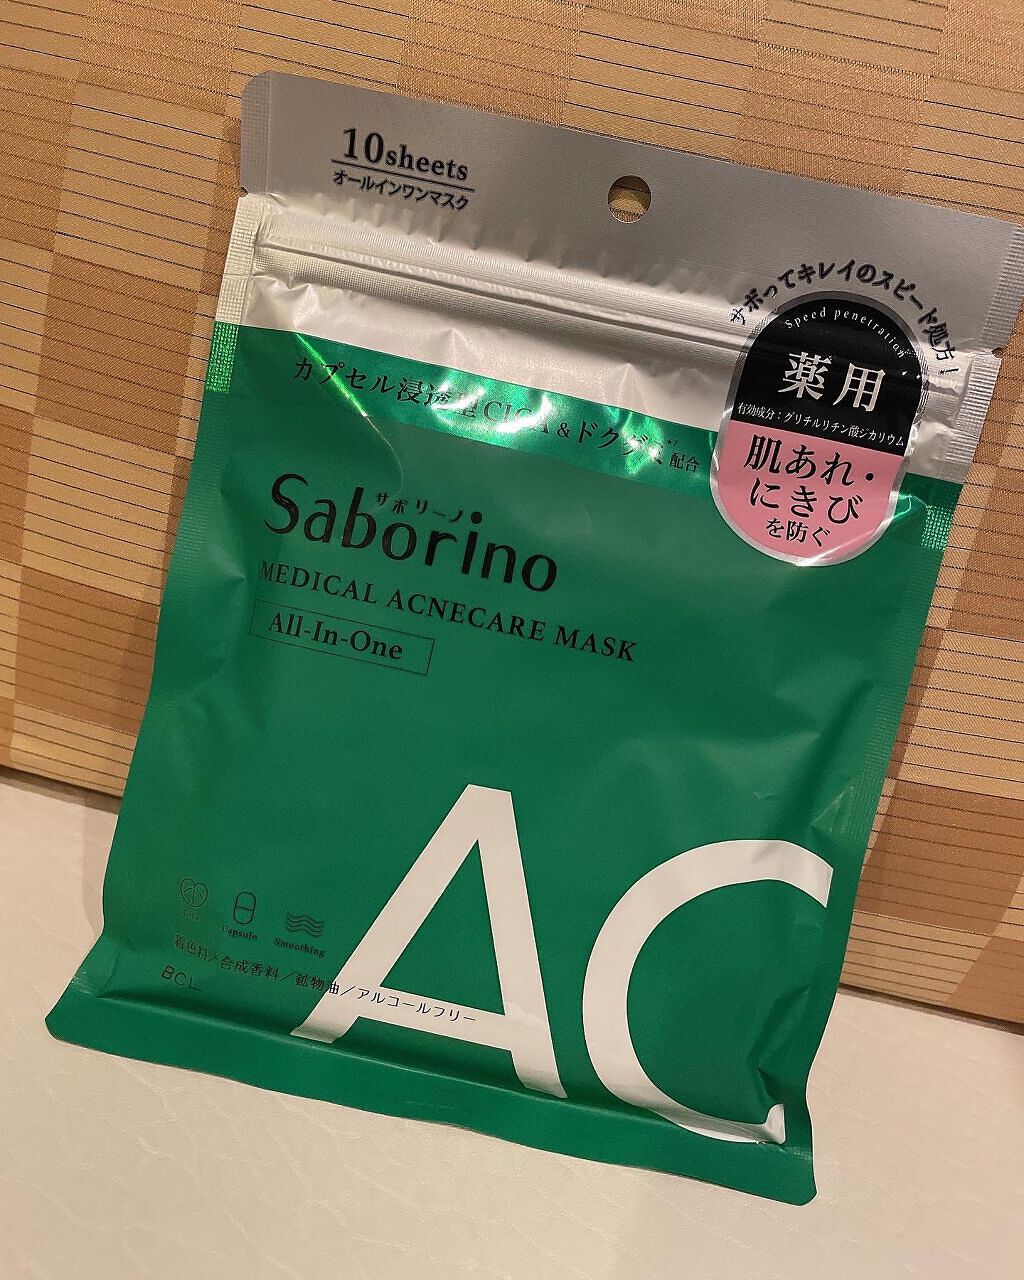 10sheets
オールインワンマスク
サボってキレイのスピード処方!
Speed penetration
薬用
有効成分:グリチルリチン酸ジカリウム
肌あれ・
にきび
を防ぐ
カプセル浸透型CICA&ドクダミ*2配合
サボリーノ
Saborino
MEDICAL ACNECARE MASK
All-In-One
AC
Cica
Capsule
Smoothing
着色料/合成香料/鉱物油/アルコールフリー
BCL